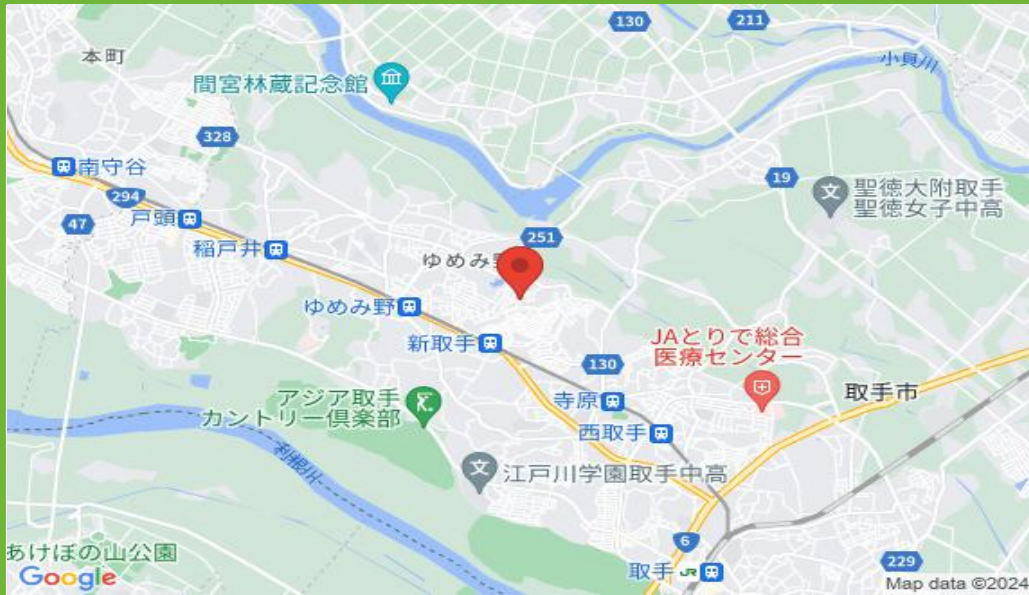 130
211
本町
小貝川
間宮林蔵記念館
328
南守谷
19
聖徳大附取手
聖徳女子中高
294
47
戸頭
251
稲戸井
ゆめみ野
ゆめみ野
新取手
JAとりで総合
医療センター
130
アジア取手
カントリー倶楽部
寺原
取手市
西取手
利根川
江戸川学園取手中高
6
あけぼの山公園
229
取手 JR
Google
Map data ©2024